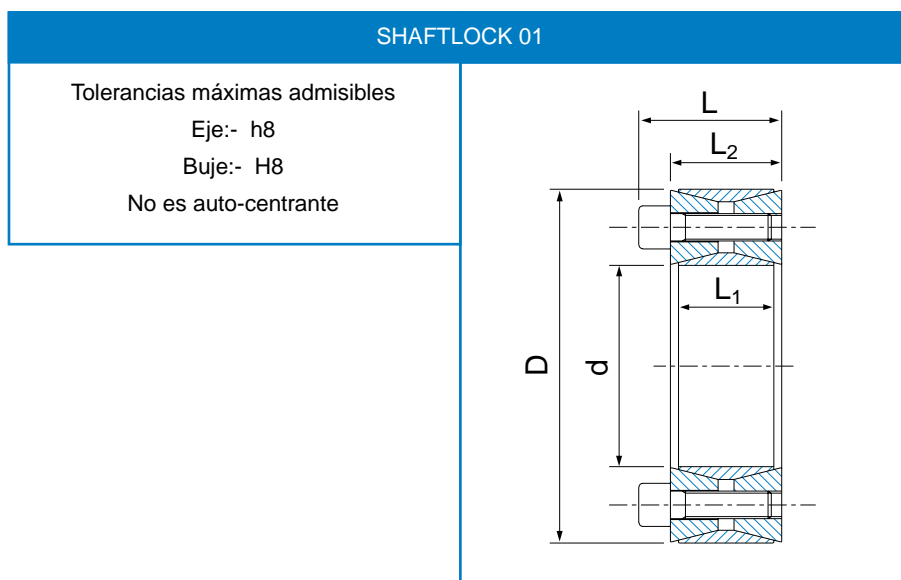 SHAFTLOCK 01
Tolerancias máximas admisibles
Eje:- h8
Buje:- H8
No es auto-centrante
L
L₂
L₁
D
d